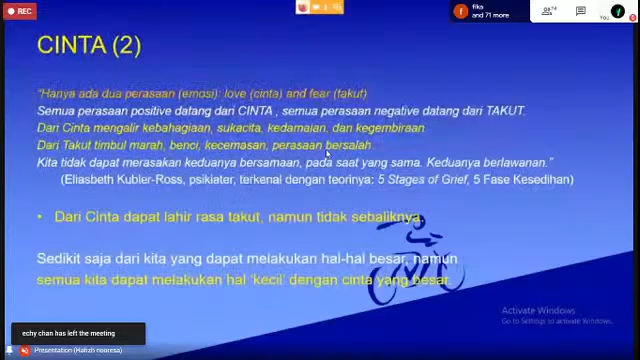 REC
fika
and 71 more
You
CINTA (2)
"Hanya ada dua perasaan (emosi): love (cinta) and fear (takut)
Semua perasaan positive datang dari CINTA , semua perasaan negative datang dari TAKUT.
Dari Cinta mengalir kebahagiaan, sukacita, kedamaian, dan kegembiraan
Dari Takut timbul marah, benci, kecemasan, perasaan bersalah
Kita tidak dapat merasakan keduanya bersamaan, pada saat yang sama. Keduanya berlawanan."
(Eliasbeth Kubler-Ross, psikiater, terkenal dengan teorinya: 5 Stages of Grief, 5 Fase Kesedihan)
• Dari Cinta dapat lahir rasa takut, namun tidak sebaliknya.
Sedikit saja dari kita yang dapat melakukan hal-hal besar, namun
semua kita dapat melakukan hal 'kecil' dengan cinta yang besar.
Activate Windows
Go to Settings to activate Windows.
echy chan has left the meeting
Presentation (Hafizti nooresa)